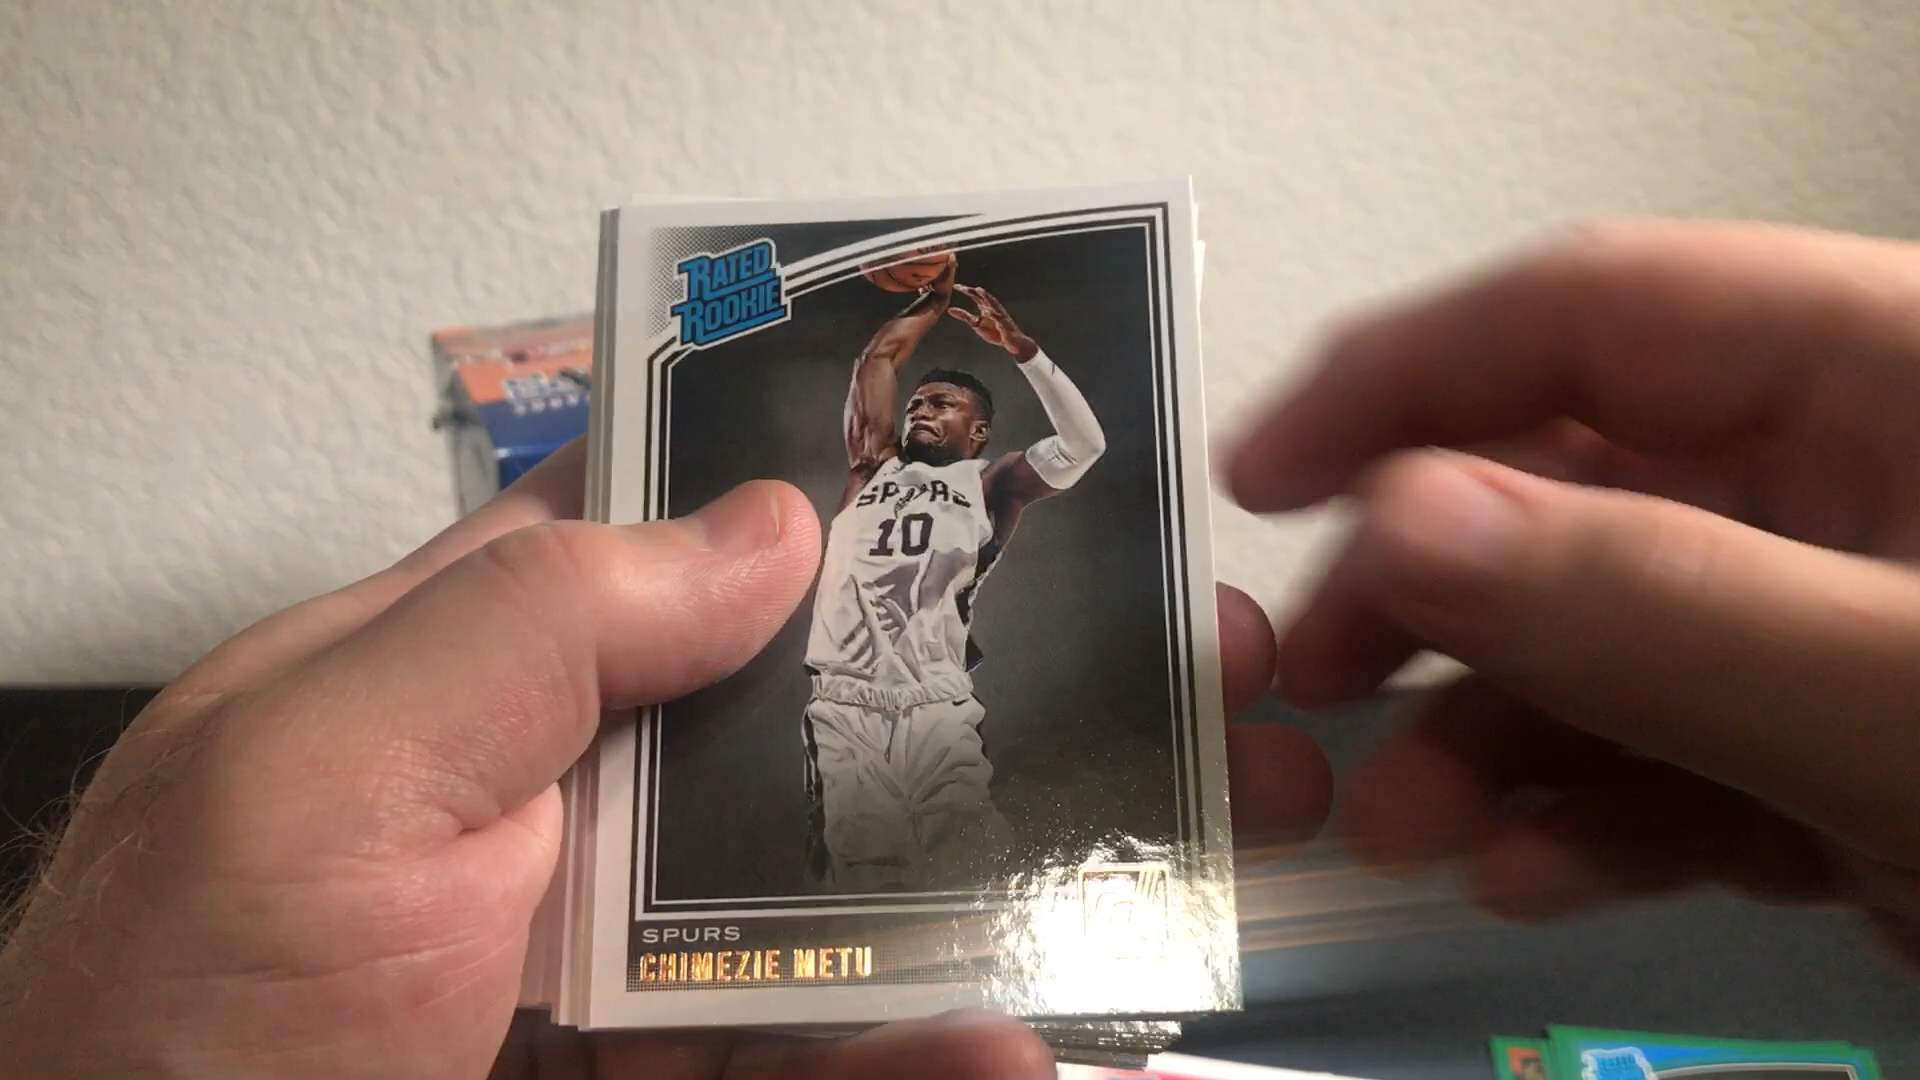 RATED
ROOKIE
SPURS
10
SPURS
CHIMEZIE METU